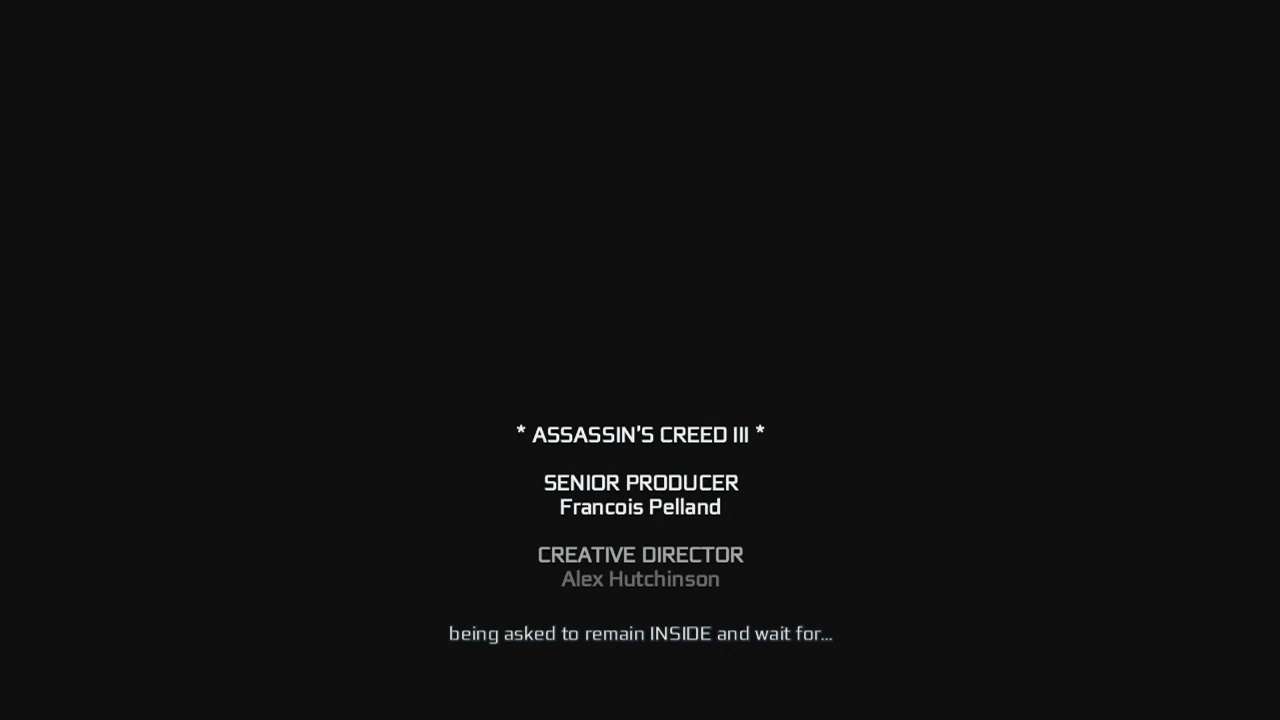 * ASSASSIN'S CREED III *
SENIOR PRODUCER
Francois Pelland
CREATIVE DIRECTOR
Alex Hutchinson
being asked to remain INSIDE and wait for...